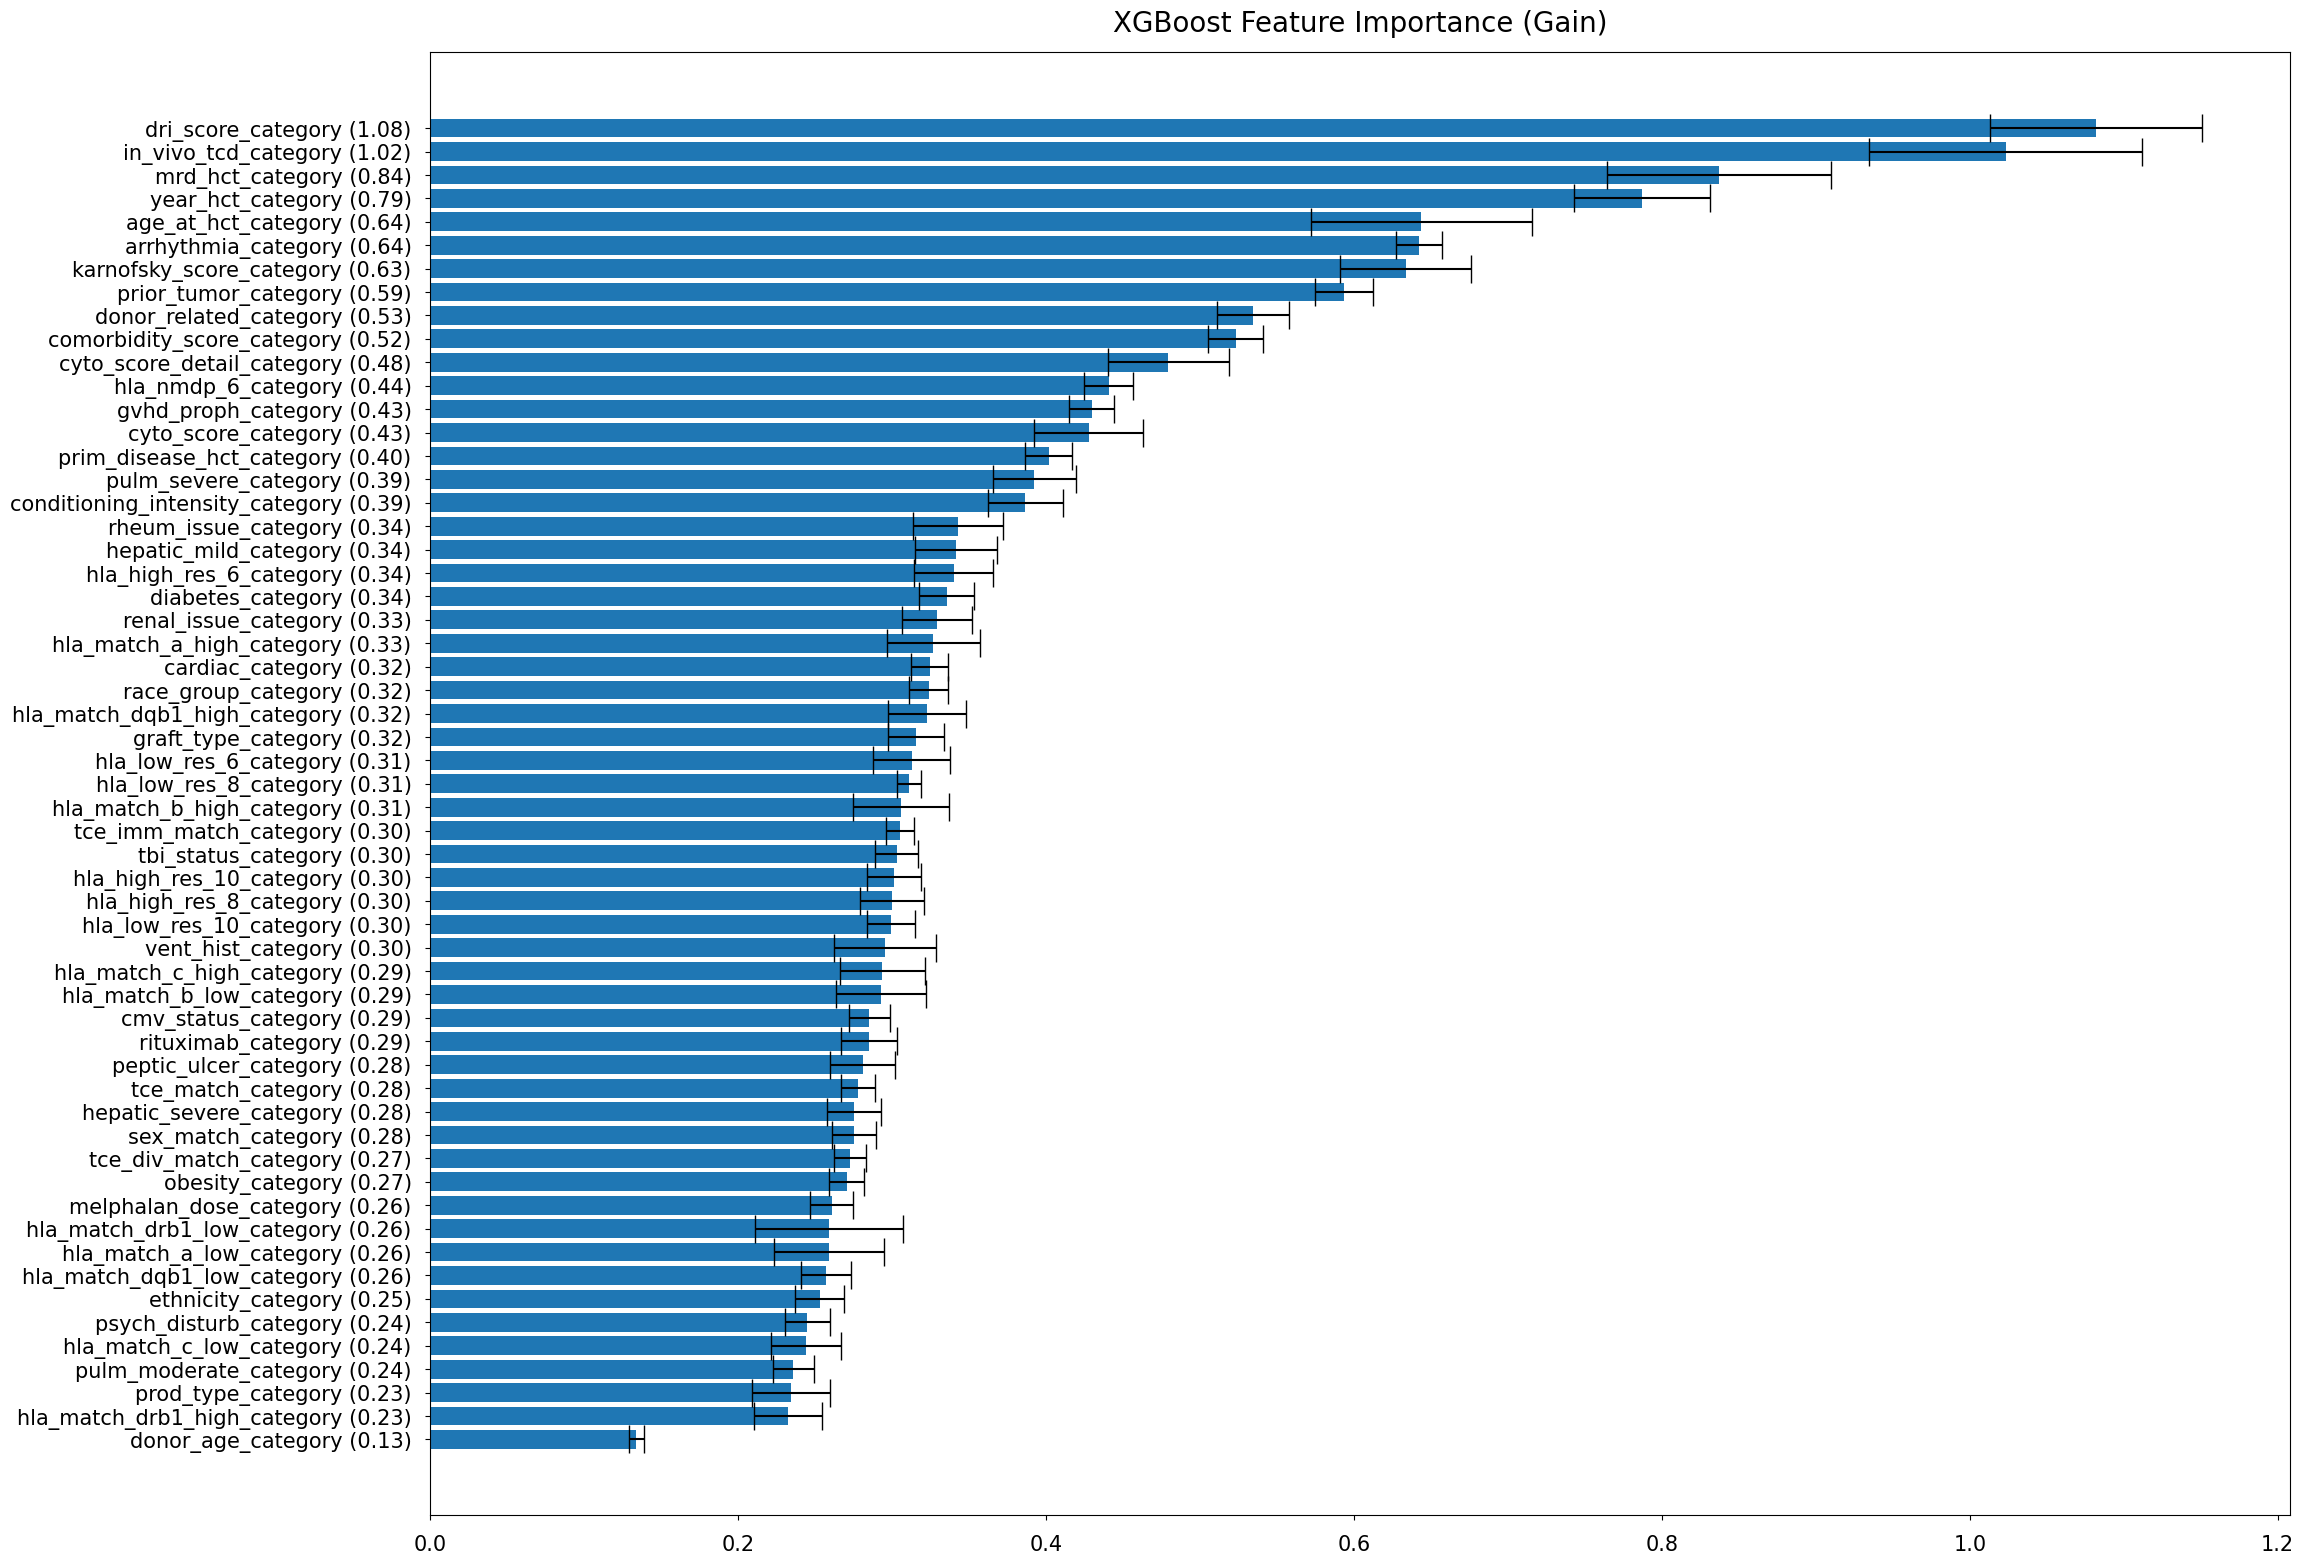 XGBoost Feature Importance (Gain)
dri_score_category (1.08)
in_vivo_tcd_category (1.02)
mrd_hct_category (0.84)
year_hct_category (0.79)
age_at_hct_category (0.64)
arrhythmia_category (0.64)
karnofsky_score_category (0.63)
prior_tumor_category (0.59)
donor_related_category (0.53)
comorbidity_score_category (0.52)
cyto_score_detail_category (0.48)
hla_nmdp_6_category (0.44)
gvhd_proph_category (0.43)
cyto_score_category (0.43)
prim_disease_hct_category (0.40)
pulm_severe_category (0.39)
conditioning_intensity_category (0.39)
rheum_issue_category (0.34)
hepatic_mild_category (0.34)
hla_high_res_6_category (0.34)
diabetes_category (0.34)
renal_issue_category (0.33)
hla_match_a_high_category (0.33)
cardiac_category (0.32)
race_group_category (0.32)
hla_match_dqb1_high_category (0.32)
graft_type_category (0.32)
hla_low_res_6_category (0.31)
hla_low_res_8_category (0.31)
hla_match_b_high_category (0.31)
tce_imm_match_category (0.30)
tbi_status_category (0.30)
hla_high_res_10_category (0.30)
hla_high_res_8_category (0.30)
hla_low_res_10_category (0.30)
vent_hist_category (0.30)
hla_match_c_high_category (0.29)
hla_match_b_low_category (0.29)
cmv_status_category (0.29)
rituximab_category (0.29)
peptic_ulcer_category (0.28)
tce_match_category (0.28)
hepatic_severe_category (0.28)
sex_match_category (0.28)
tce_div_match_category (0.27)
obesity_category (0.27)
melphalan_dose_category (0.26)
hla_match_drb1_low_category (0.26)
hla_match_a_low_category (0.26)
hla_match_dqb1_low_category (0.26)
ethnicity_category (0.25)
psych_disturb_category (0.24)
hla_match_c_low_category (0.24)
pulm_moderate_category (0.24)
prod_type_category (0.23)
hla_match_drb1_high_category (0.23)
donor_age_category (0.13)
0.0 0.2 0.4 0.6 0.8 1.0 1.2